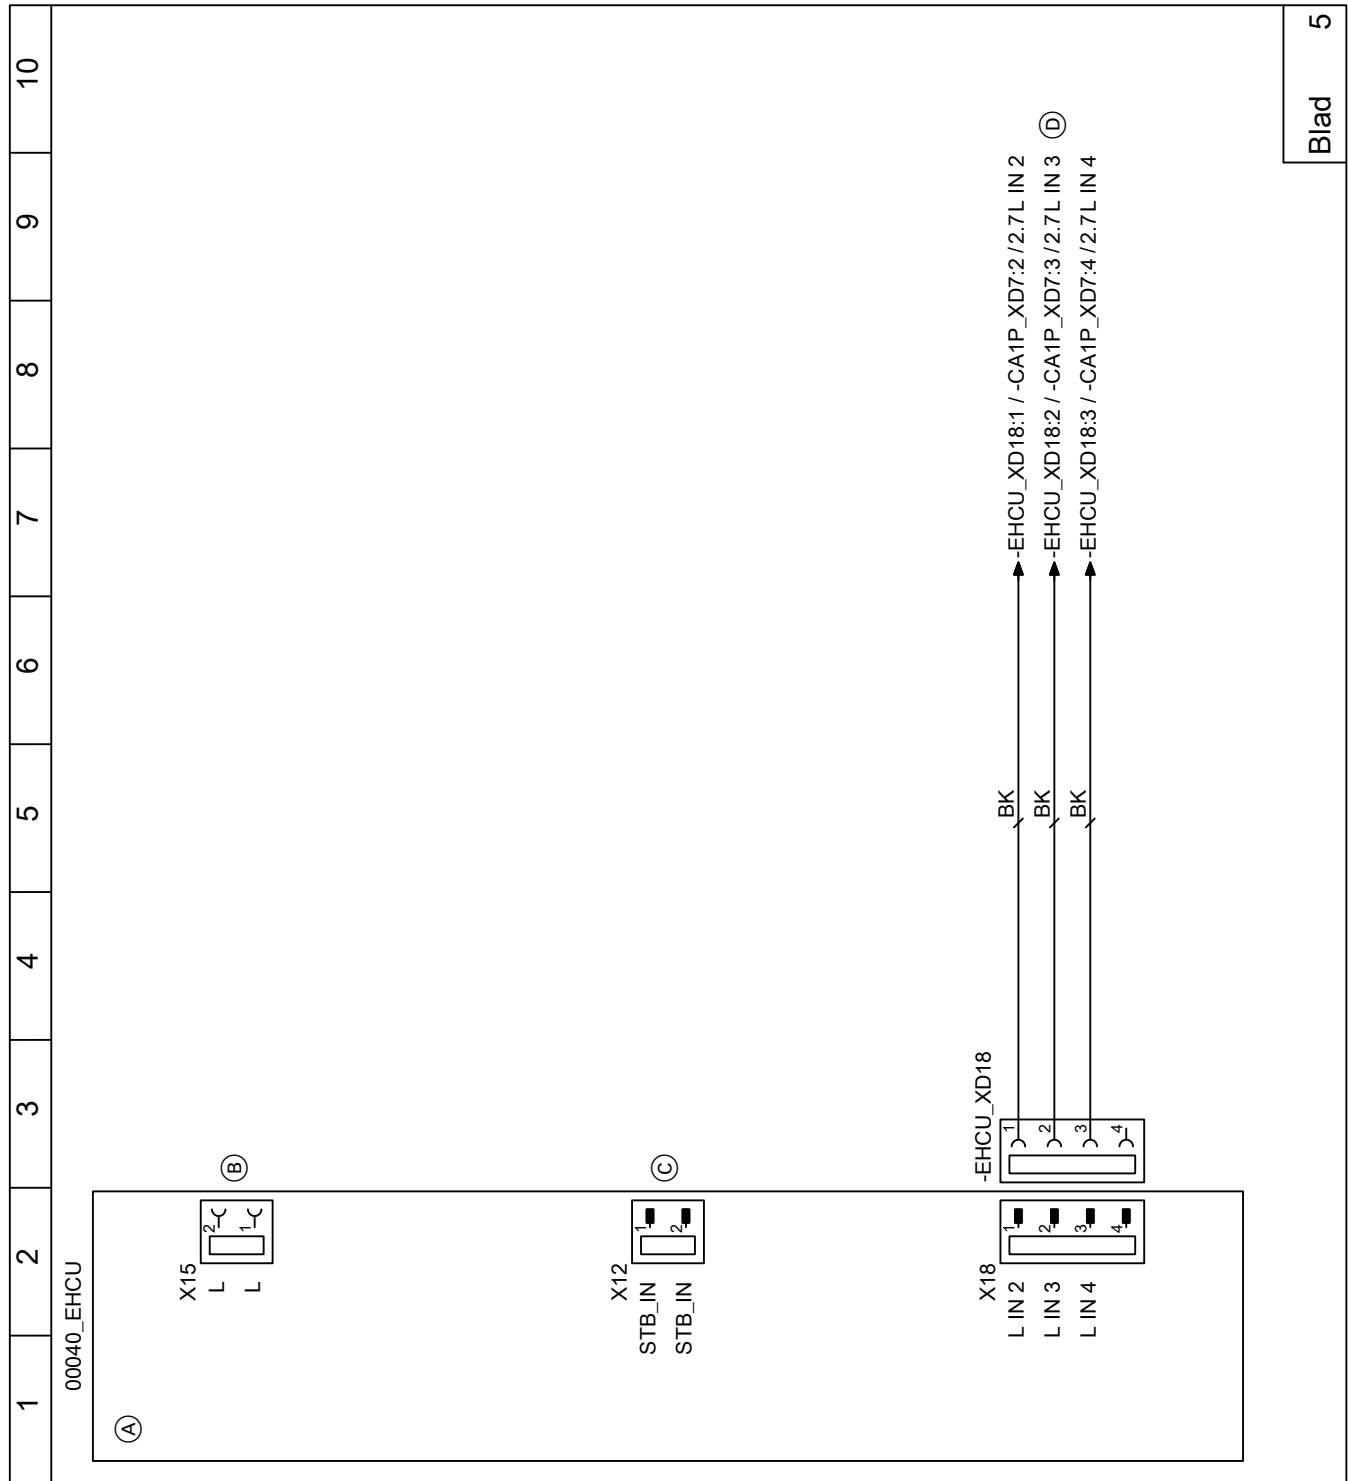 1 2 3 4 5 6 7 8 9 10
00040_EHCU
A
X15
L 2
L 1
B
X12
STB_IN 1
STB_IN 2
C
X18
-EHCU_XD18
L IN 2 1 1 BK -EHCU_XD18:1 / -CA1P_XD7:2 / 2.7L IN 2
L IN 3 2 2 BK -EHCU_XD18:2 / -CA1P_XD7:3 / 2.7L IN 3 D
L IN 4 3 3 BK -EHCU_XD18:3 / -CA1P_XD7:4 / 2.7L IN 4
4 4
Blad 5